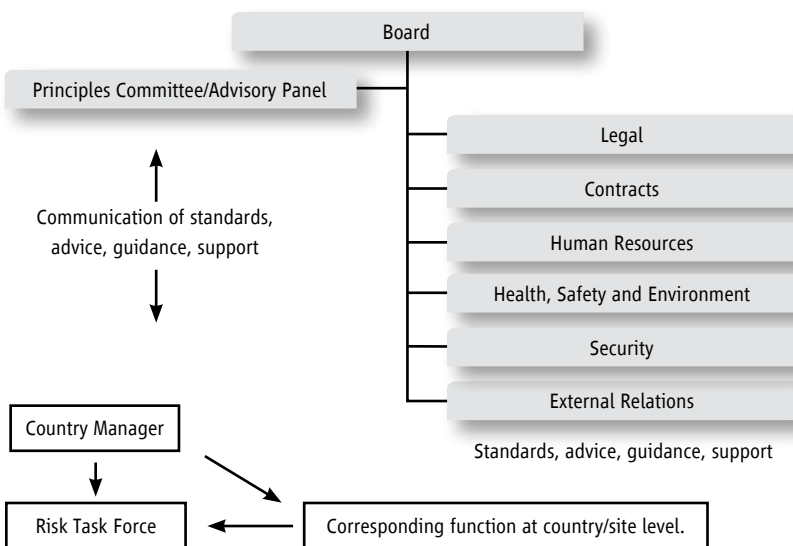 Board
Principles Committee/Advisory Panel
Legal
Contracts
Human Resources
Health, Safety and Environment
Security
External Relations
Standards, advice, guidance, support
Communication of standards,
advice, guidance, support
Country Manager
Risk Task Force
Corresponding function at country/site level.